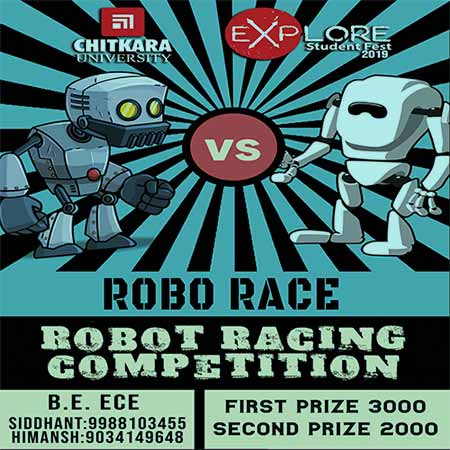 CHITKARA
UNIVERSITY
EXPLORE
Student Fest
2019
VS
ROBO RACE
ROBOT RACING
COMPETITION
B.E. ECE
SIDDHANT:9988103455
HIMANSH:9034149648
FIRST PRIZE 3000
SECOND PRIZE 2000